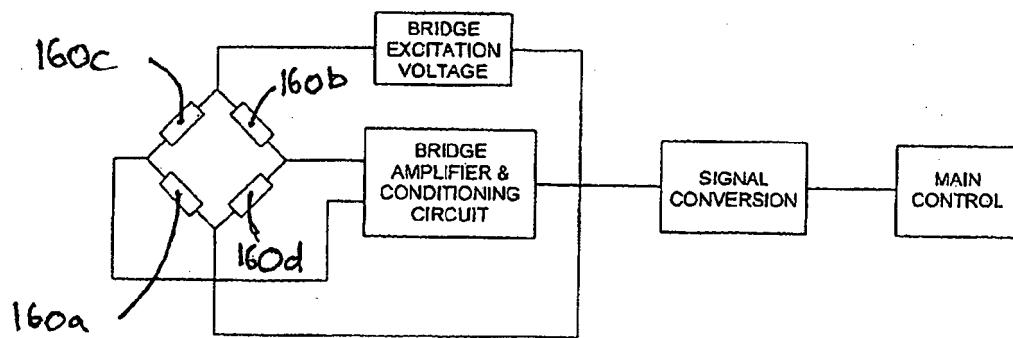 160c
160b
BRIDGE
EXCITATION
VOLTAGE
BRIDGE
AMPLIFIER &
CONDITIONING
CIRCUIT
SIGNAL
CONVERSION
MAIN
CONTROL
160d
160a